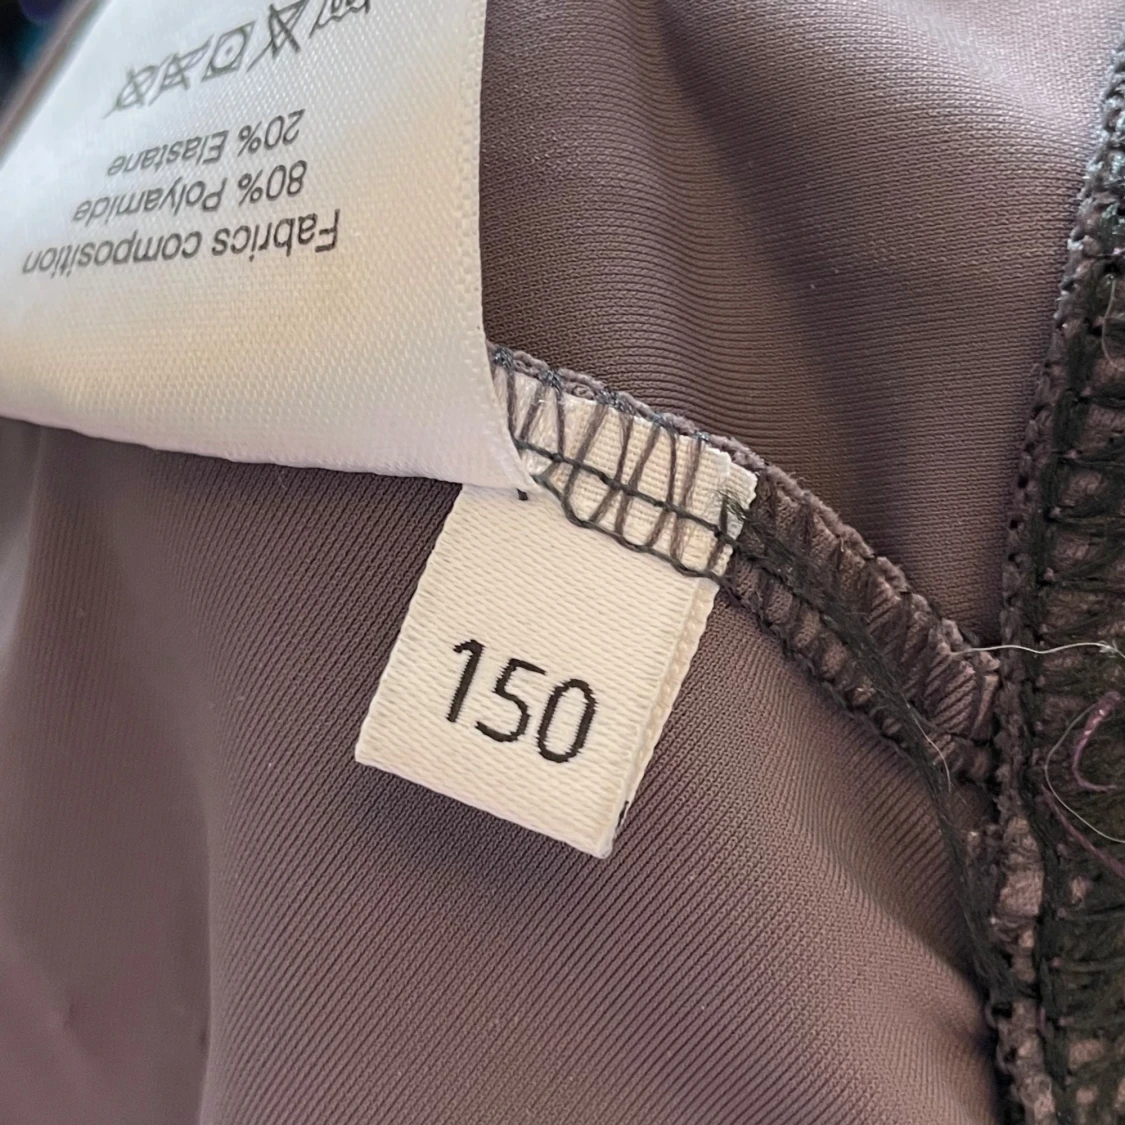 Fabrics composition
80% Polyamide
20% Elastane
150